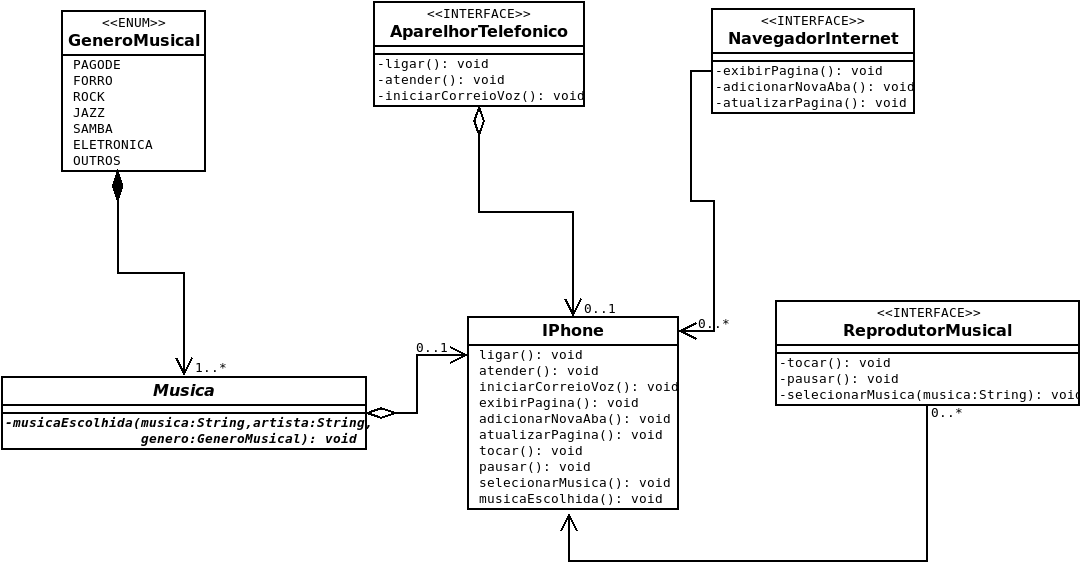 <<ENUM>>
GeneroMusical
PAGODE
FORRO
ROCK
JAZZ
SAMBA
ELETRONICA
OUTROS
<<INTERFACE>>
AparelhorTelefonico
-ligar(): void
-atender(): void
-iniciarCorreioVoz(): void
<<INTERFACE>>
NavegadorInternet
-exibirPagina(): void
-adicionarNovaAba(): void
-atualizarPagina(): void
0..1
0..*
1..*
0..1
Musica
-musicaEscolhida(musica:String,artista:String,
genero:GeneroMusical): void
IPhone
ligar(): void
atender(): void
iniciarCorreioVoz(): void
exibirPagina(): void
adicionarNovaAba(): void
atualizarPagina(): void
tocar(): void
pausar(): void
selecionarMusica(): void
musicaEscolhida(): void
<<INTERFACE>>
ReprodutorMusical
-tocar(): void
-pausar(): void
-selecionarMusica(musica:String): void
0..*